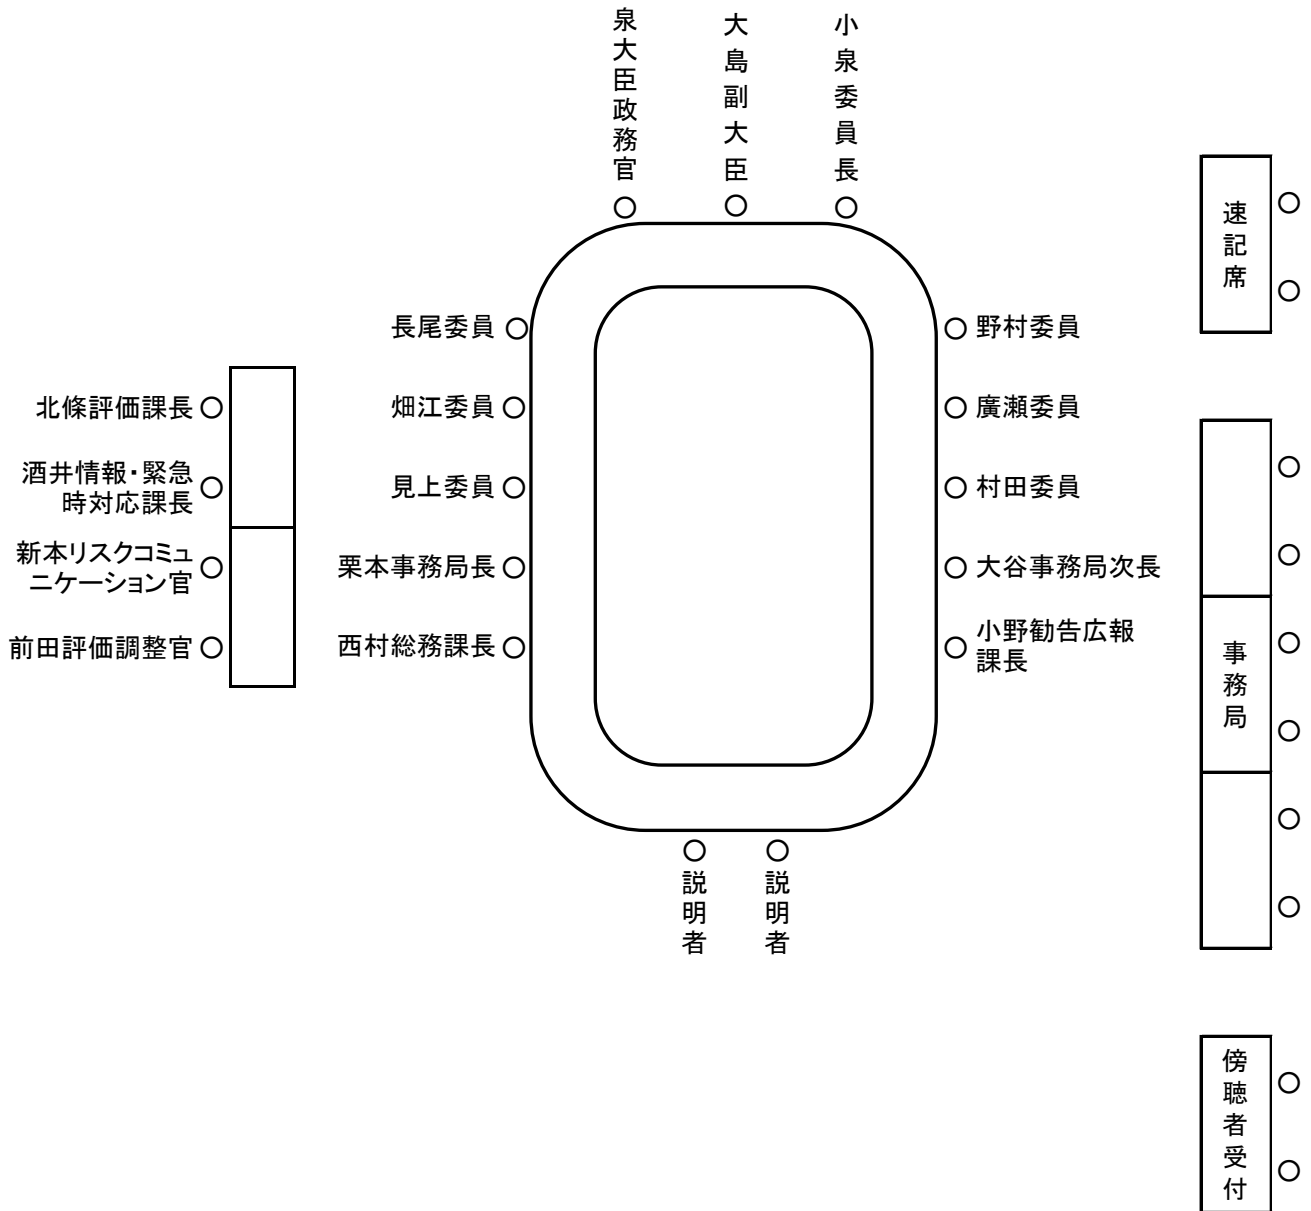 泉大臣政務官
大島副大臣
小泉委員長
速記席
長尾委員
野村委員
北條評価課長
畑江委員
廣瀬委員
酒井情報・緊急
時対応課長
見上委員
村田委員
新本リスクコミュ
ニケーション官
栗本事務局長
大谷事務局次長
前田評価調整官
西村総務課長
小野勧告広報
課長
事務局
説明者
説明者
傍聴者受付